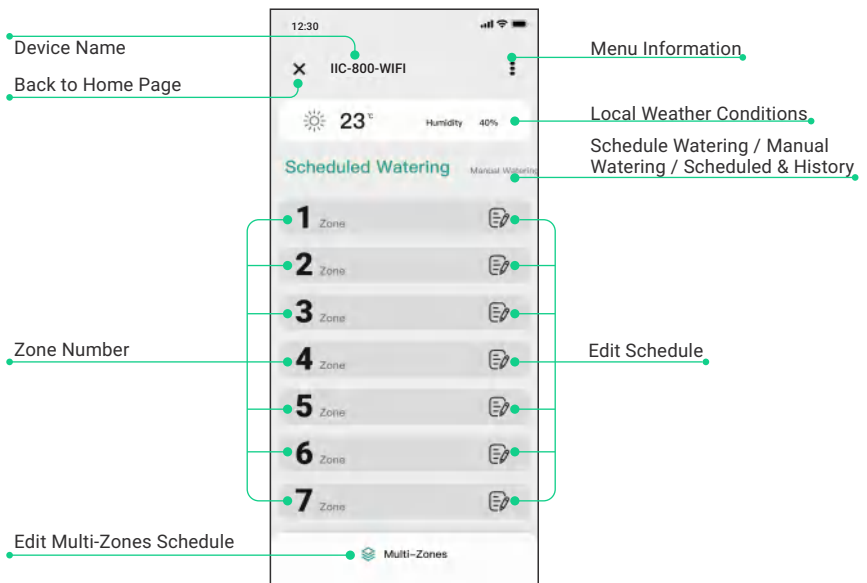 12:30
Device Name
Menu Information
IIC-800-WIFI
Back to Home Page
23°C Humidity 40%
Local Weather Conditions
Schedule Watering / Manual
Watering / Scheduled & History
Scheduled Watering Manual Watering
1 Zone
2 Zone
3 Zone
Zone Number
4 Zone
Edit Schedule
5 Zone
6 Zone
7 Zone
Edit Multi-Zones Schedule
Multi-Zones